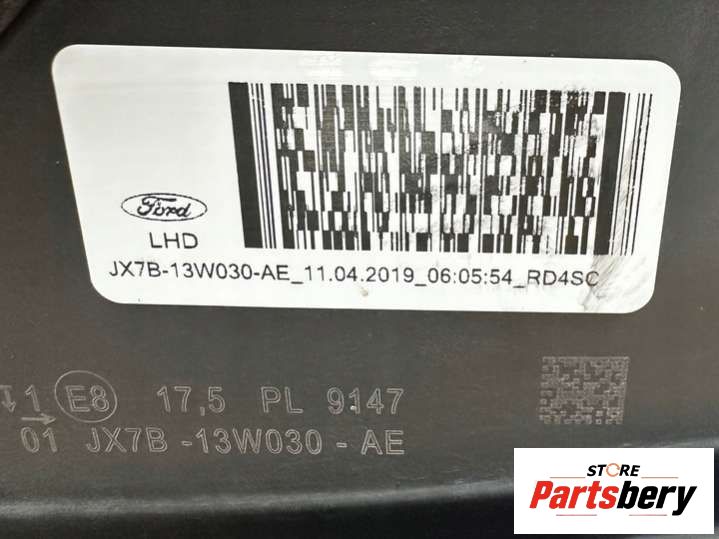 Ford
LHD
JX7B-13W030-AE_11.04.2019_06:05:54_RD4SC
1 E8 17,5 PL 9147
01 JX7B -13W030 - AE
STORE
Partsbery